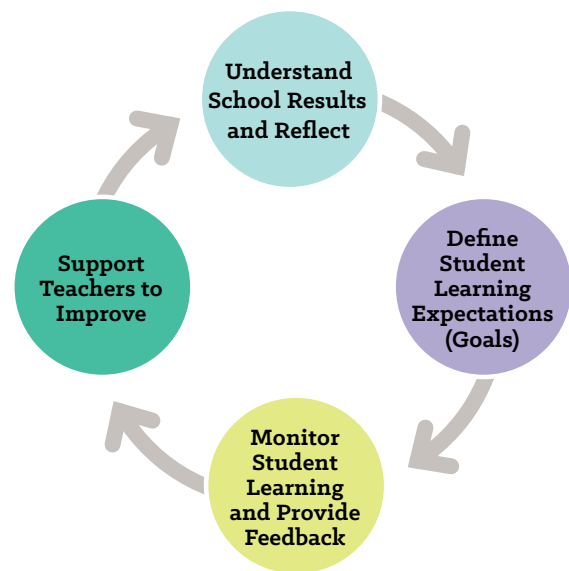 Understand
School Results
and Reflect
Define
Student
Learning
Expectations
(Goals)
Monitor
Student
Learning
and Provide
Feedback
Support
Teachers to
Improve